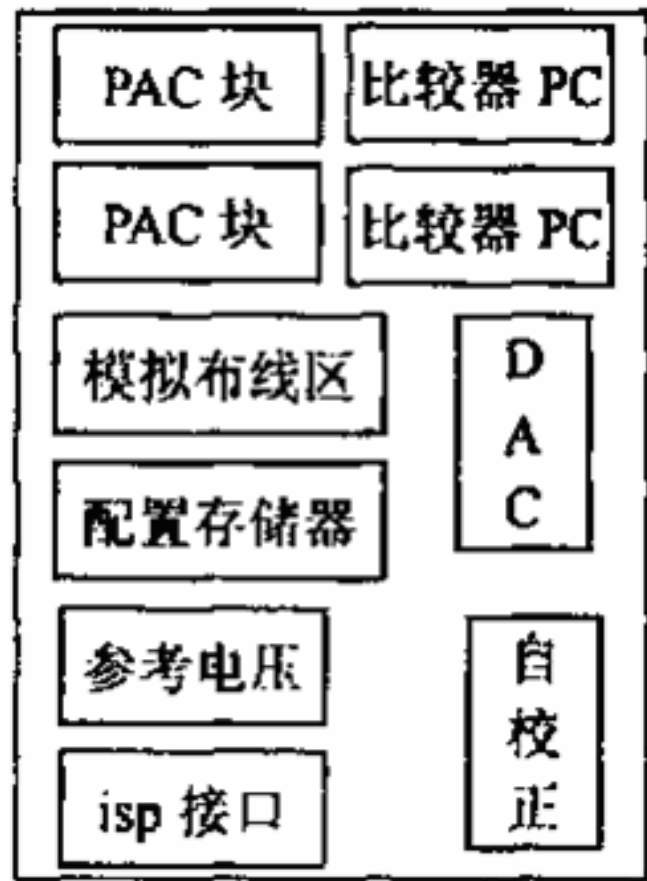 PAC 块
比较器 PC
PAC 块
比较器 PC
模拟布线区
DAC
配置存储器
参考电压
自校正
isp 接口